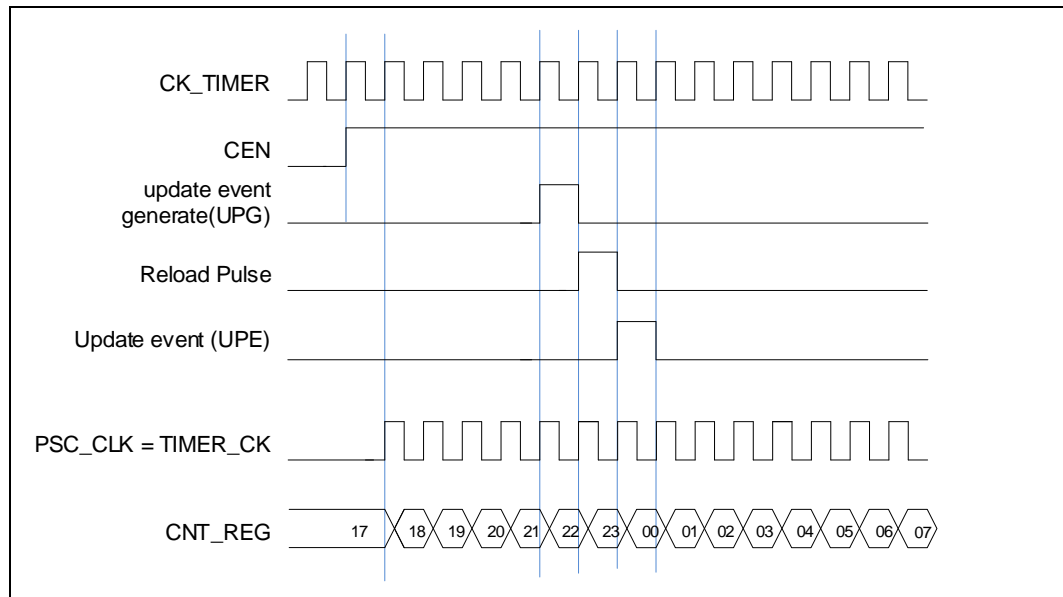 CK_TIMER
CEN
update event
generate(UPG)
Reload Pulse
Update event (UPE)
PSC_CLK = TIMER_CK
CNT_REG 17 18 19 20 21 22 23 00 01 02 03 04 05 06 07